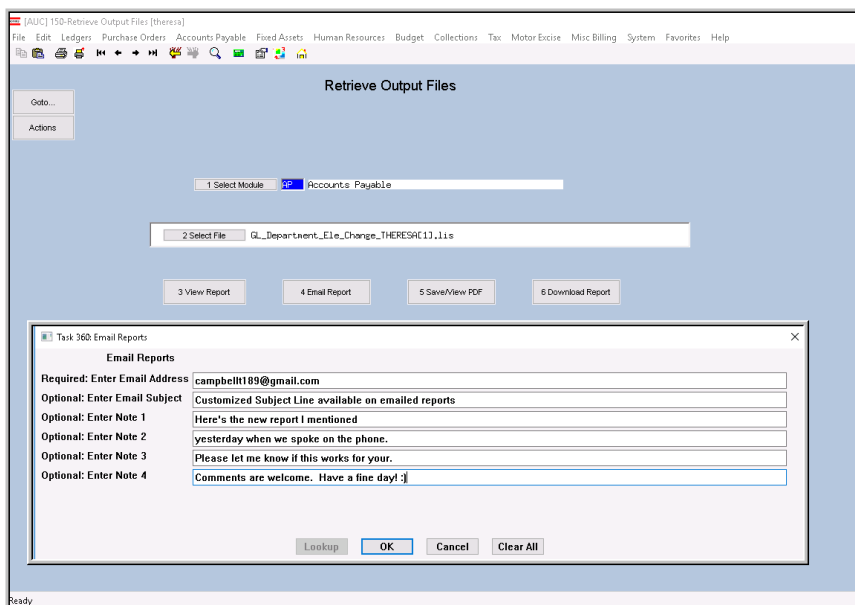 [AUC] 150-Retrieve Output Files [theresa]
File Edit Ledgers Purchase Orders Accounts Payable Fixed Assets Human Resources Budget Collections Tax Motor Excise Misc Billing System Favorites Help
Retrieve Output Files
Goto...
Actions
1 Select Module AP Accounts Payable
2 Select File GL_Department_Ele_Change_THERESA[1].lis
3 View Report 4 Email Report 5 Save/View PDF 6 Download Report
Task 360: Email Reports
Email Reports
Required: Enter Email Address campbellt189@gmail.com
Optional: Enter Email Subject Customized Subject Line available on emailed reports
Optional: Enter Note 1 Here's the new report I mentioned
Optional: Enter Note 2 yesterday when we spoke on the phone.
Optional: Enter Note 3 Please let me know if this works for your.
Optional: Enter Note 4 Comments are welcome. Have a fine day! :)
Lookup OK Cancel Clear All
Ready